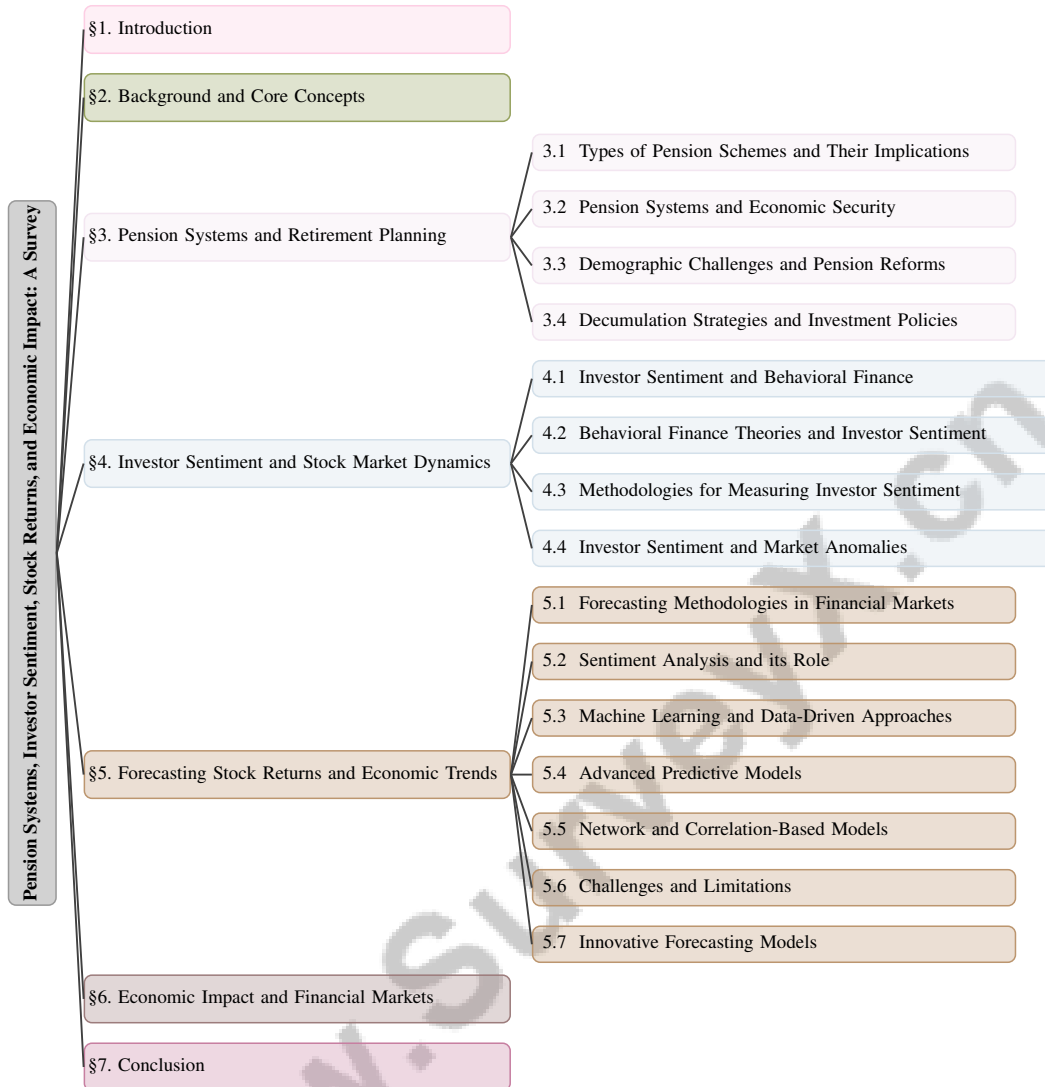 Pension Systems, Investor Sentiment, Stock Returns, and Economic Impact: A Survey
§1. Introduction
§2. Background and Core Concepts
§3. Pension Systems and Retirement Planning
3.1 Types of Pension Schemes and Their Implications
3.2 Pension Systems and Economic Security
3.3 Demographic Challenges and Pension Reforms
3.4 Decumulation Strategies and Investment Policies
§4. Investor Sentiment and Stock Market Dynamics
4.1 Investor Sentiment and Behavioral Finance
4.2 Behavioral Finance Theories and Investor Sentiment
4.3 Methodologies for Measuring Investor Sentiment
4.4 Investor Sentiment and Market Anomalies
§5. Forecasting Stock Returns and Economic Trends
5.1 Forecasting Methodologies in Financial Markets
5.2 Sentiment Analysis and its Role
5.3 Machine Learning and Data-Driven Approaches
5.4 Advanced Predictive Models
5.5 Network and Correlation-Based Models
5.6 Challenges and Limitations
5.7 Innovative Forecasting Models
§6. Economic Impact and Financial Markets
§7. Conclusion
w.Surveyx.cn